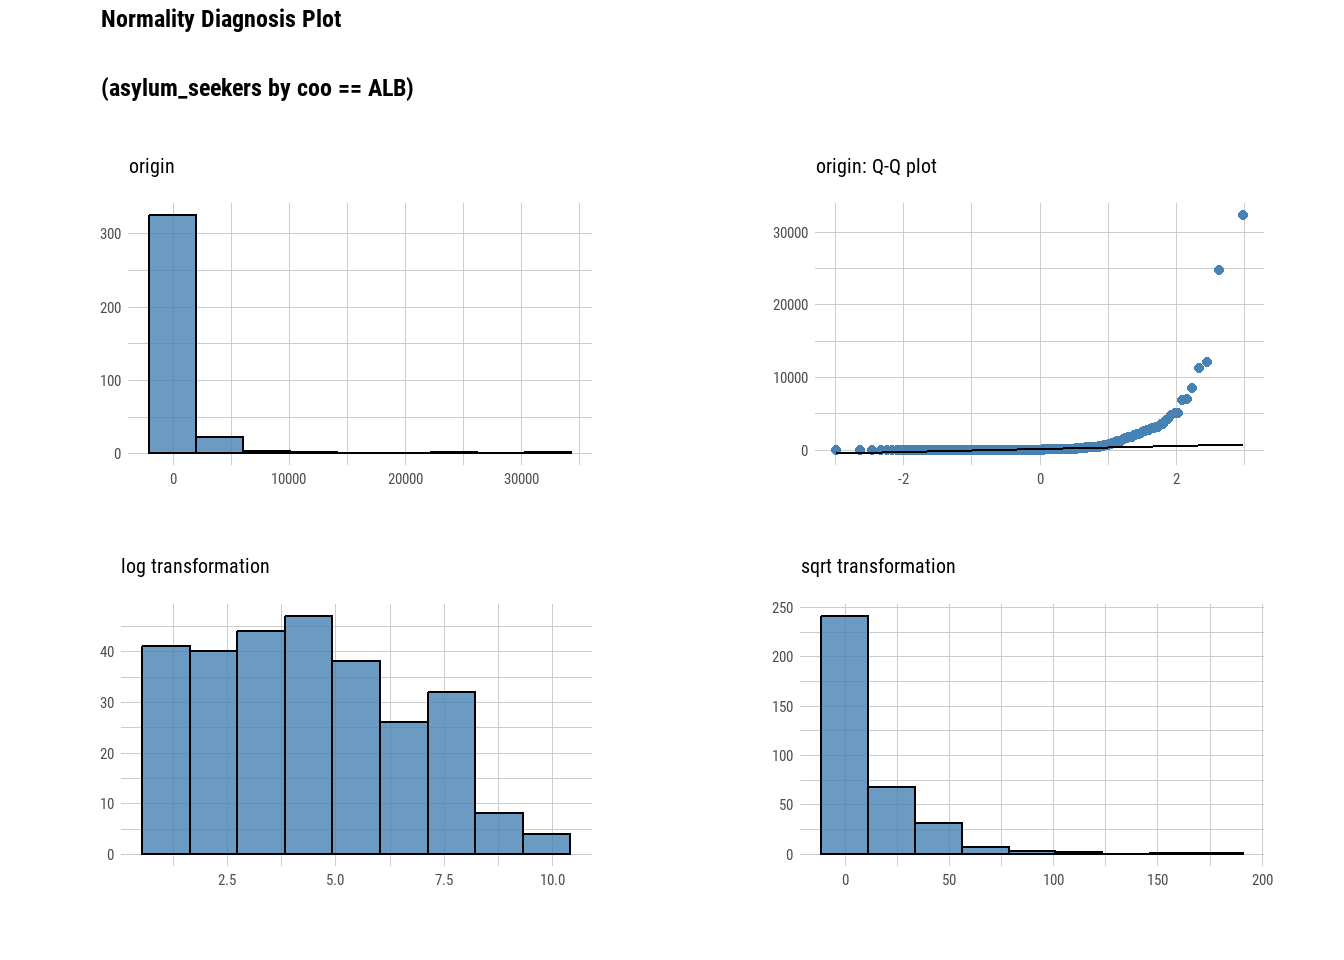 Normality Diagnosis Plot
(asylum_seekers by coo == ALB)
origin
300
200
100
0
0 10000 20000 30000
origin: Q-Q plot
30000
20000
10000
0
-2 0 2
log transformation
40
30
20
10
0
2.5 5.0 7.5 10.0
sqrt transformation
250
200
150
100
50
0
0 50 100 150 200